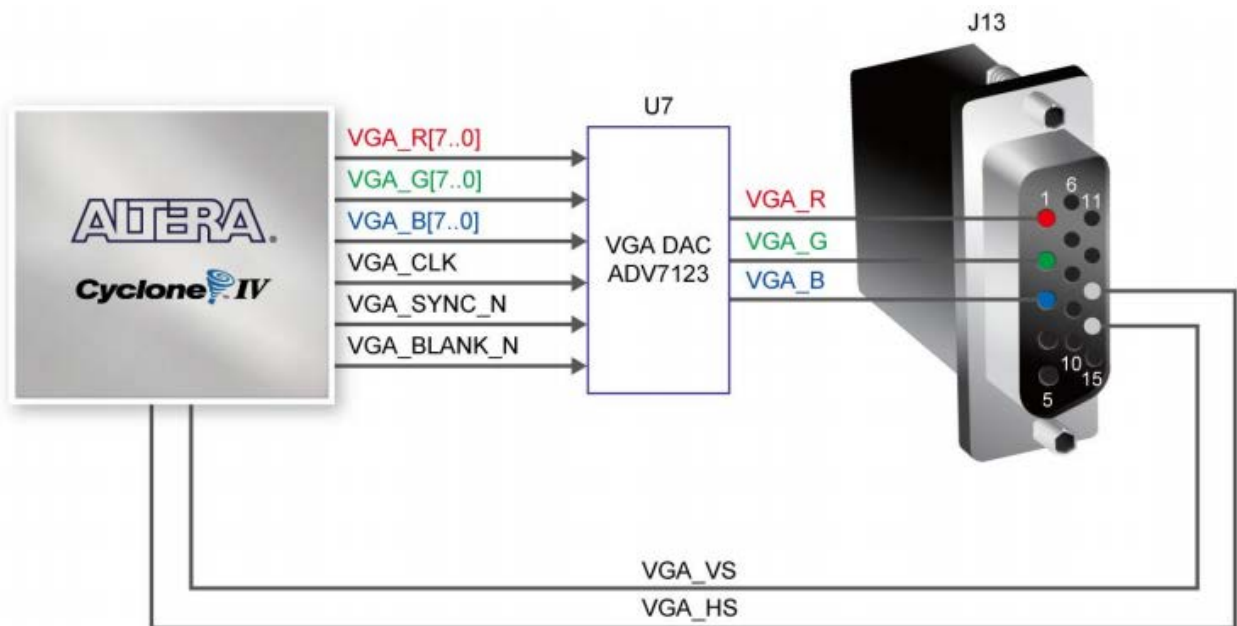 J13
U7
VGA_R[7..0]
VGA_G[7..0]
VGA_B[7..0]
VGA_CLK
VGA_SYNC_N
VGA_BLANK_N
ALTERA.
Cyclone IV
VGA DAC
ADV7123
VGA_R
VGA_G
VGA_B
1
6
11
10
15
5
VGA_VS
VGA_HS